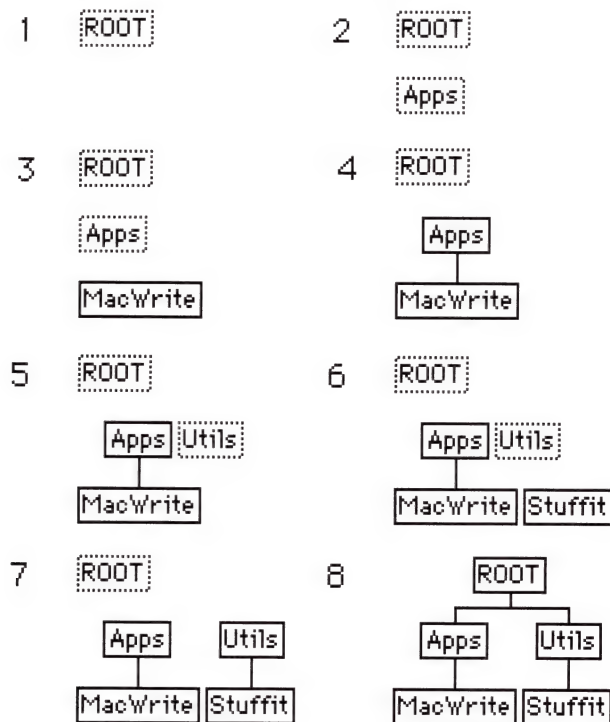 1 ROOT
2 ROOT
Apps
3 ROOT
Apps
MacWrite
4 ROOT
Apps
MacWrite
5 ROOT
Apps Utils
MacWrite
6 ROOT
Apps Utils
MacWrite Stuffit
7 ROOT
Apps Utils
MacWrite Stuffit
8 ROOT
Apps Utils
MacWrite Stuffit